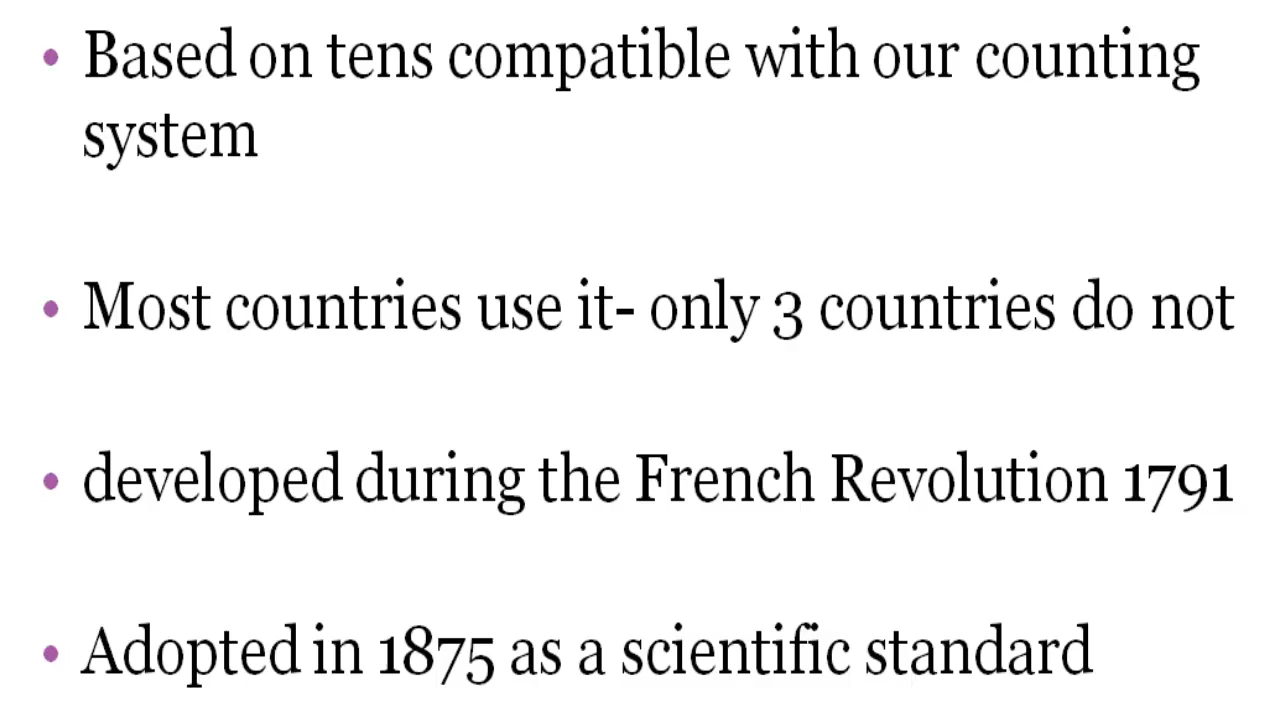 • Based on tens compatible with our counting
system
• Most countries use it- only 3 countries do not
• developed during the French Revolution 1791
• Adopted in 1875 as a scientific standard